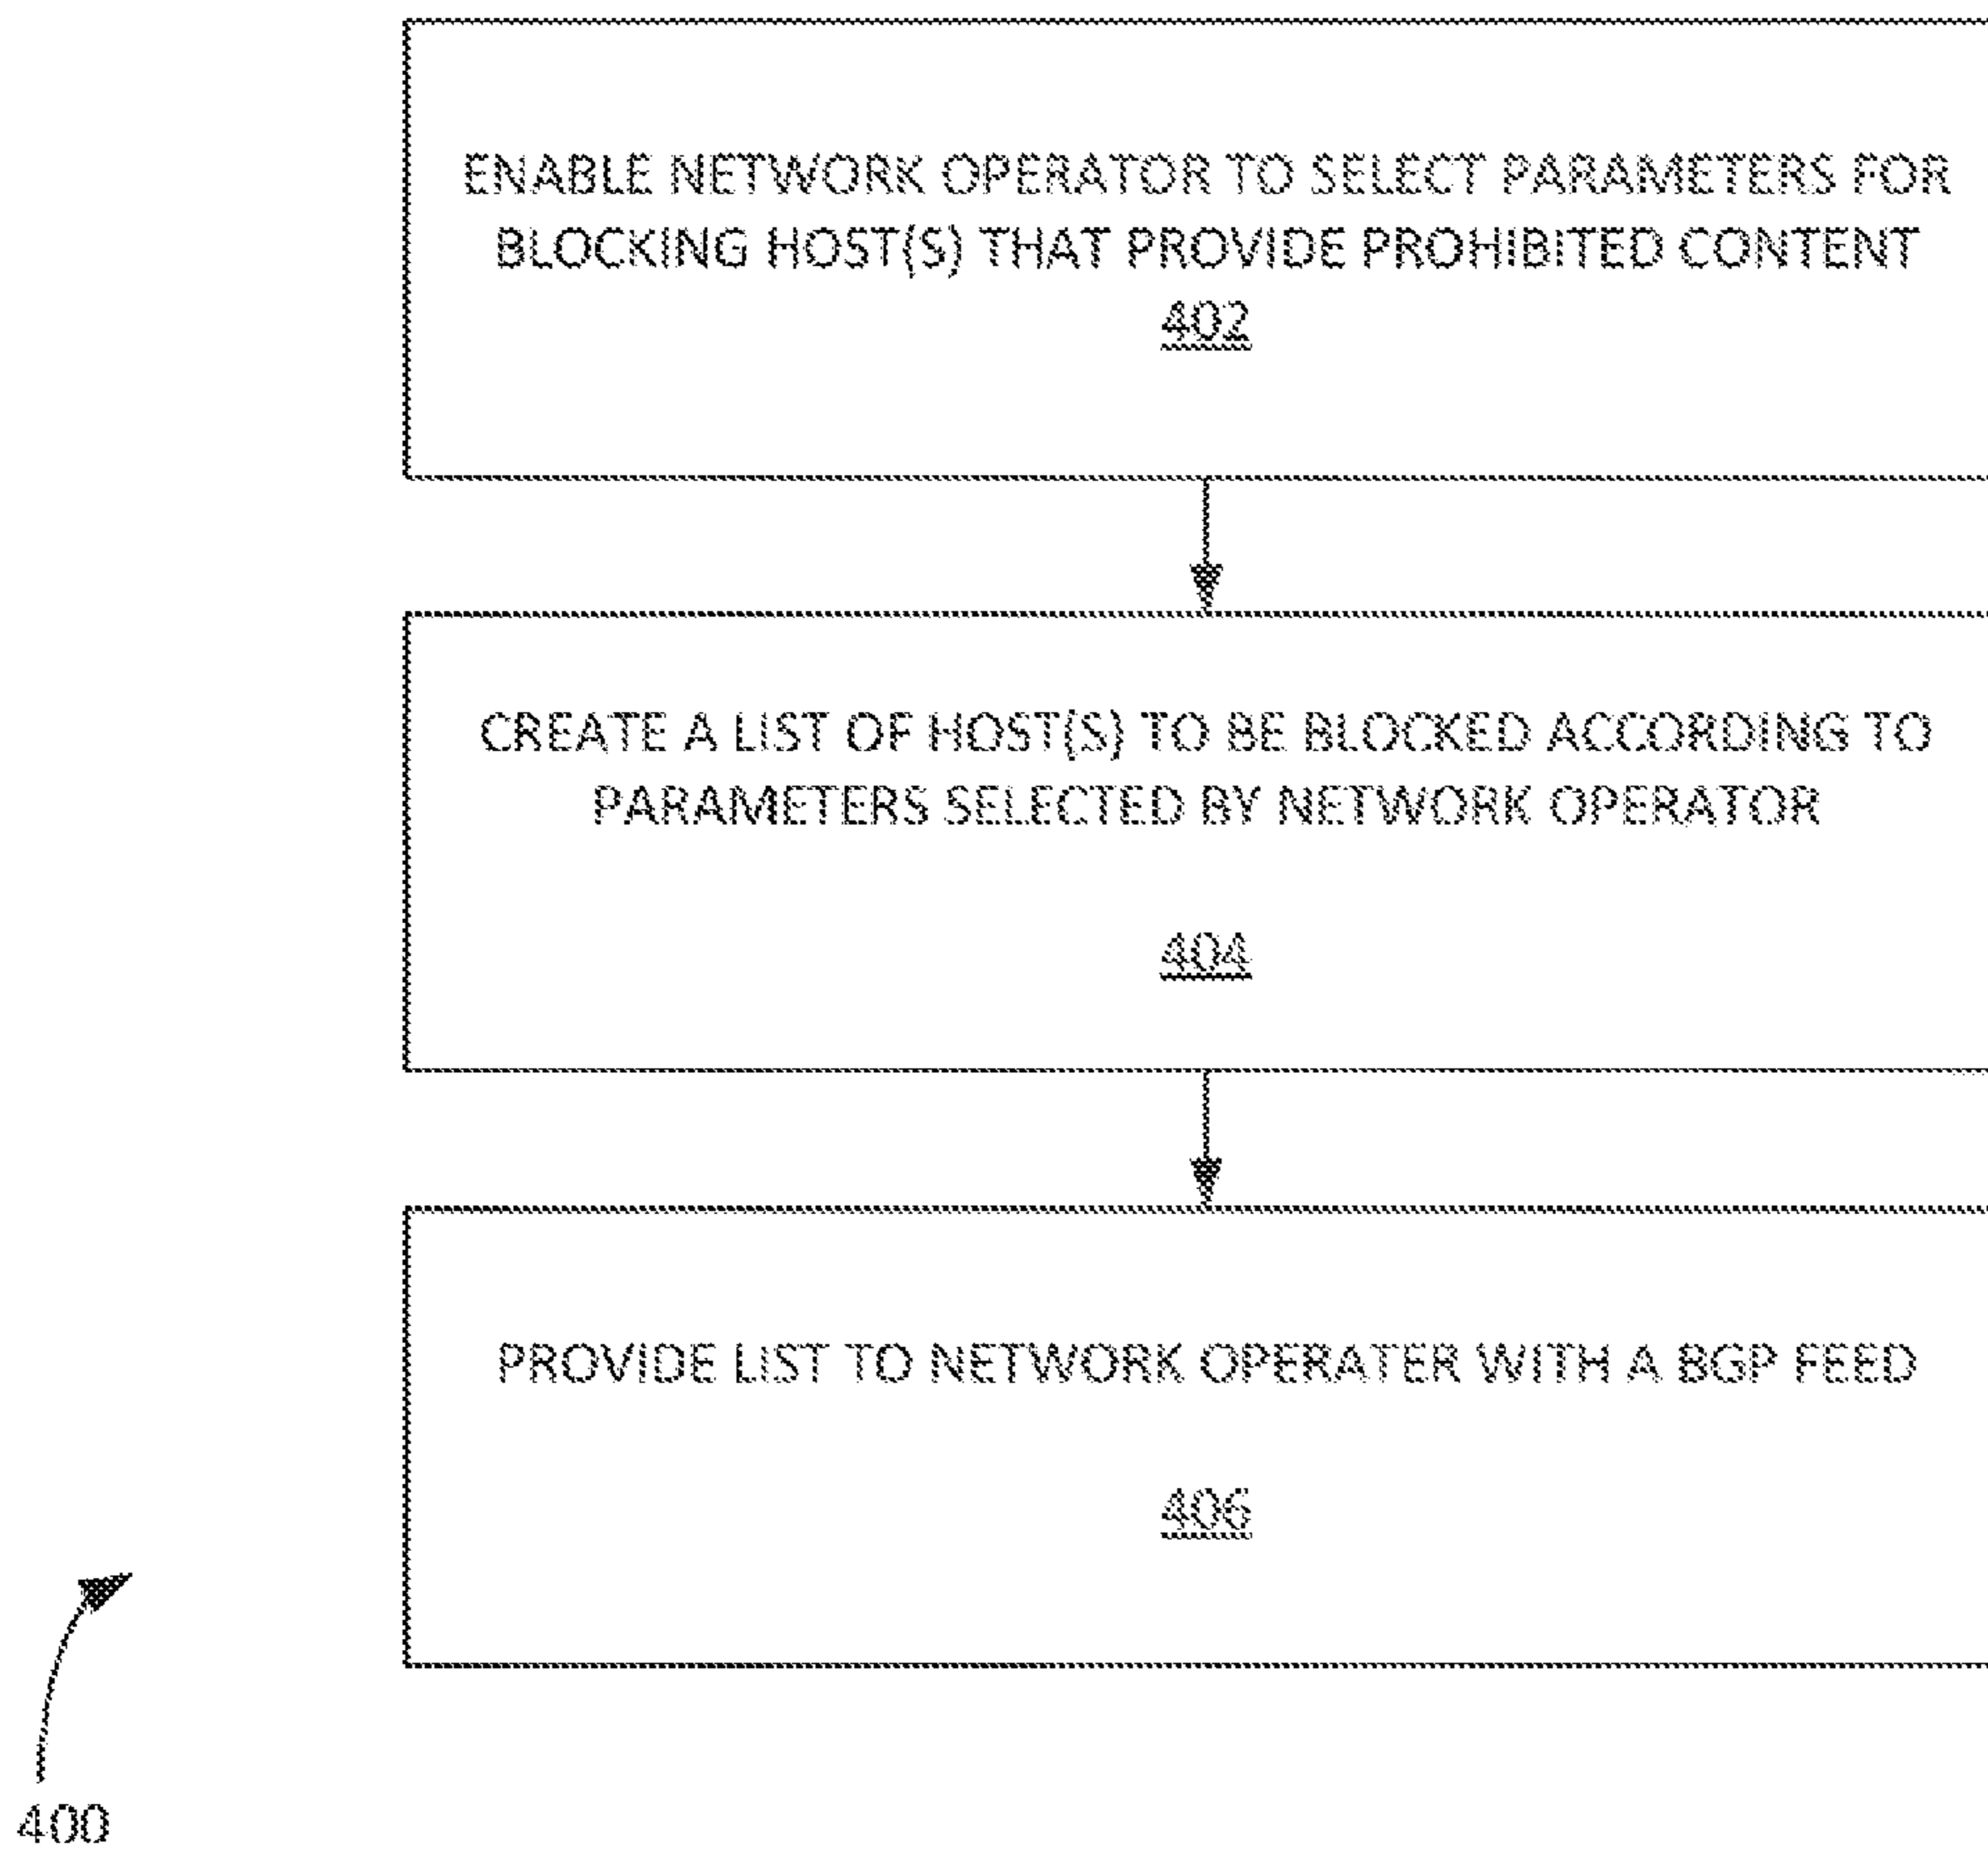 ENABLE NETWORK OPERATOR TO SELECT PARAMETERS FOR
BLOCKING HOST(S) THAT PROVIDE PROHIBITED CONTENT
402
CREATE A LIST OF HOST(S) TO BE BLOCKED ACCORDING TO
PARAMETERS SELECTED BY NETWORK OPERATOR
404
PROVIDE LIST TO NETWORK OPERATER WITH A BGP FEED
406
400